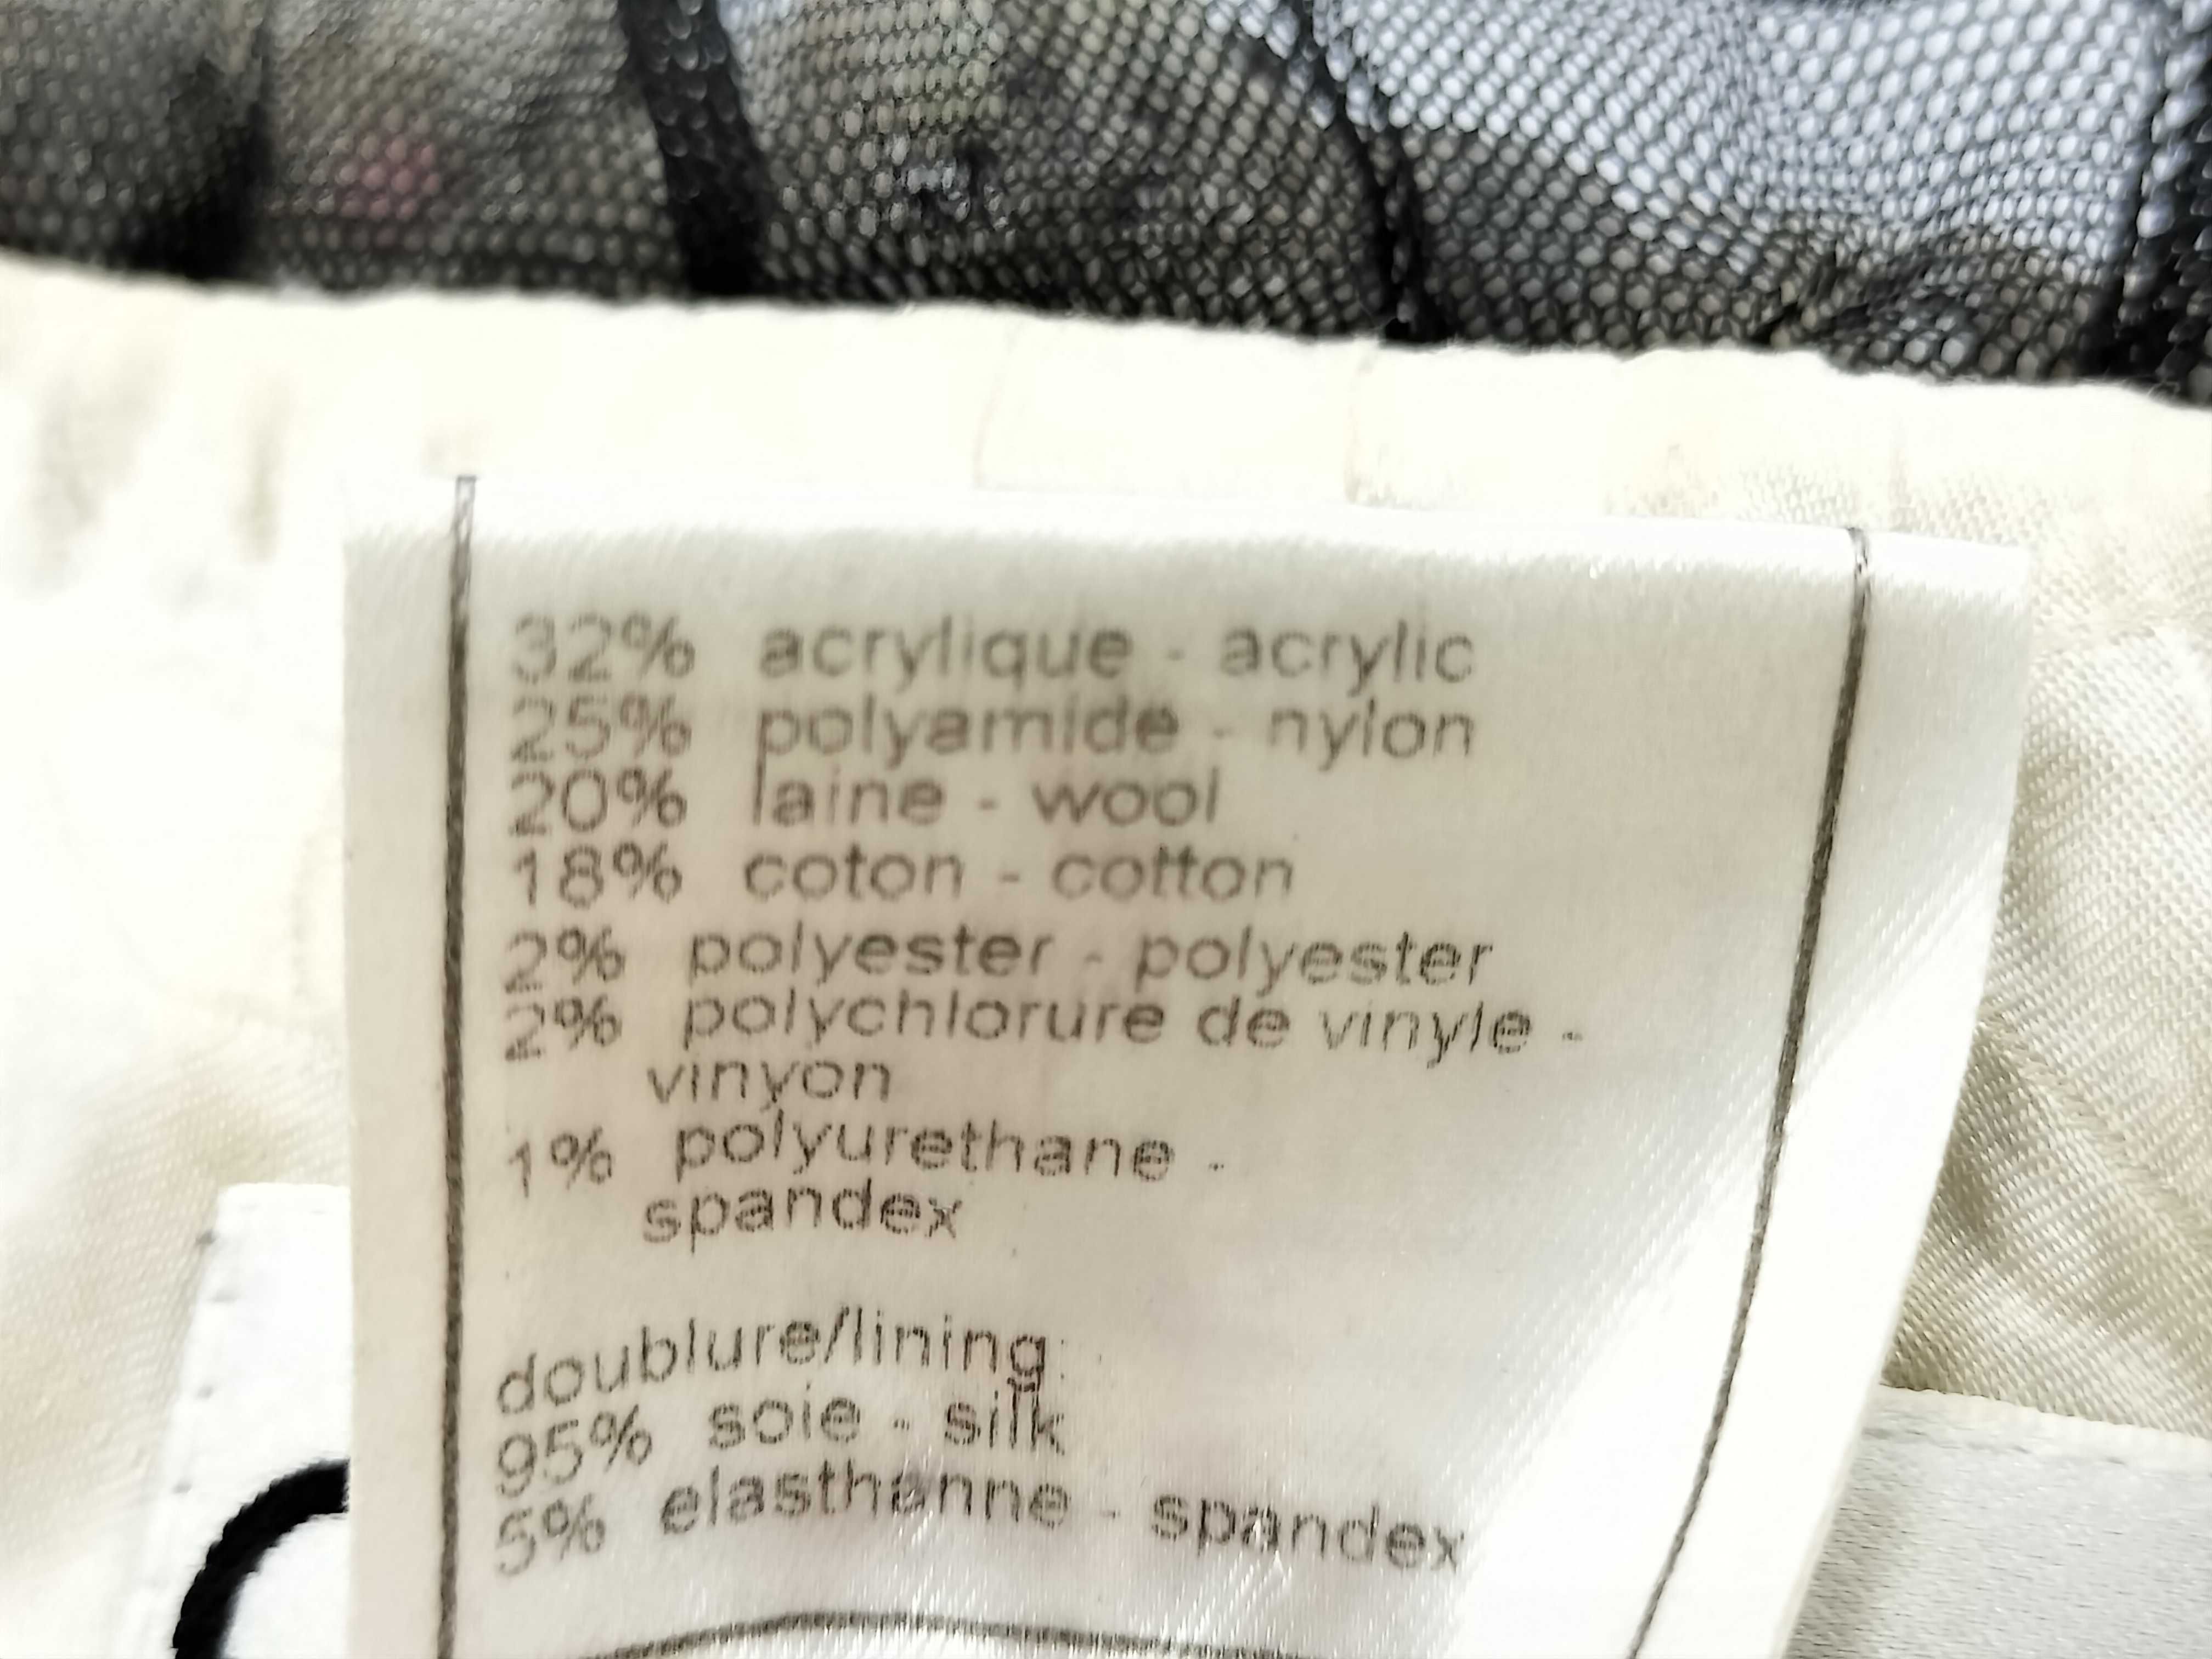 32% acrylique - acrylic
25% polyamide - nylon
20% laine - wool
18% coton - cotton
2% polyester - polyester
2% polychlorure de vinyle -
vinyon
1% polyurethane -
spandex
doublure/lining:
95% soie - silk
5% elasthanne - spandex